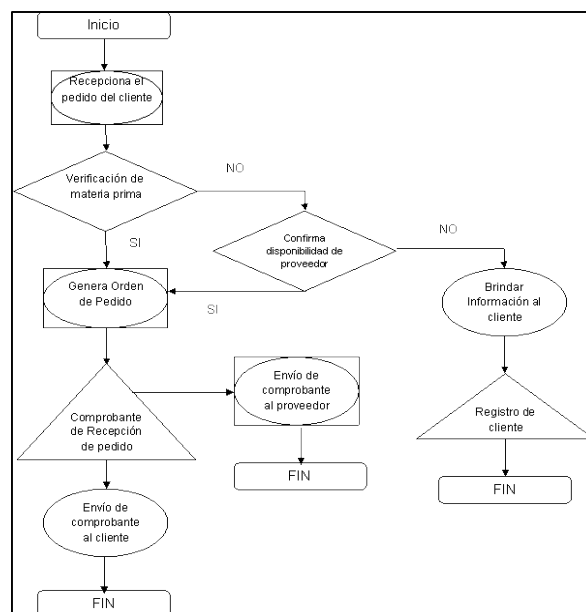 Inicio
Recepciona el
pedido del cliente
Verificación de
materia prima
NO
SI
Confirma
disponibilidad de
proveedor
NO
SI
Genera Orden
de Pedido
Brindar
Información al
cliente
Comprobante
de Recepción
de pedido
Envío de
comprobante
al proveedor
Registro de
cliente
FIN
FIN
Envío de
comprobante
al cliente
FIN